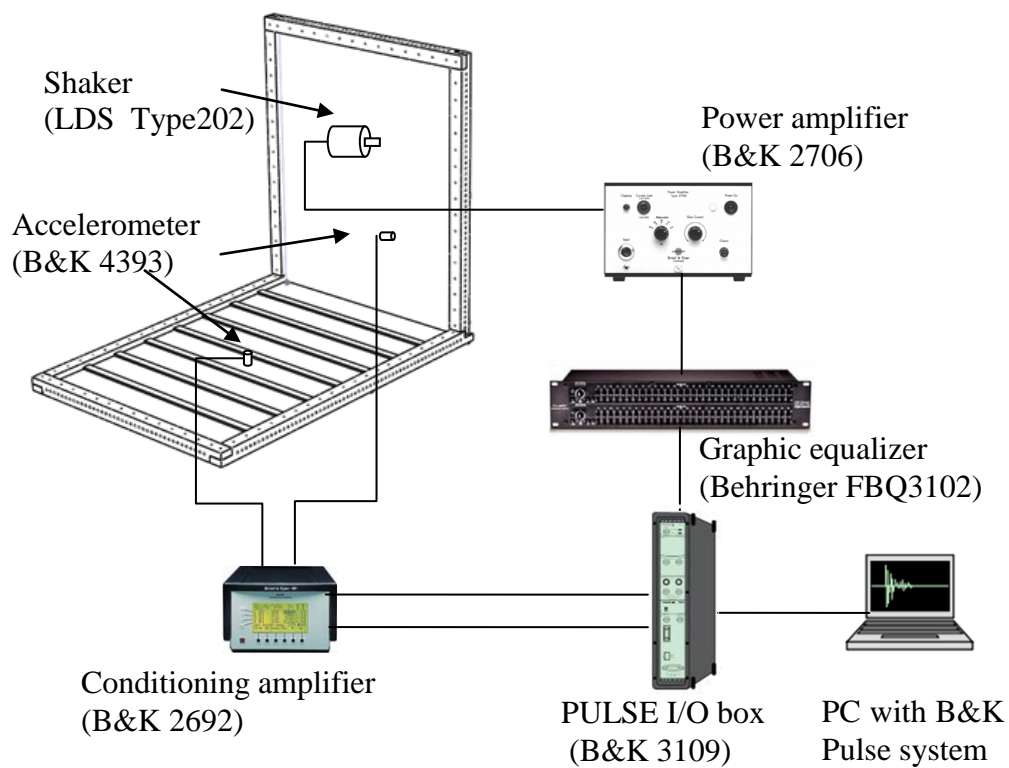 Shaker
(LDS  Type202)
Power amplifier
(B&K 2706)
Accelerometer
(B&K 4393)
Graphic equalizer
(Behringer FBQ3102)
Conditioning amplifier
(B&K 2692)
PULSE I/O box
(B&K 3109)
PC with B&K
Pulse system